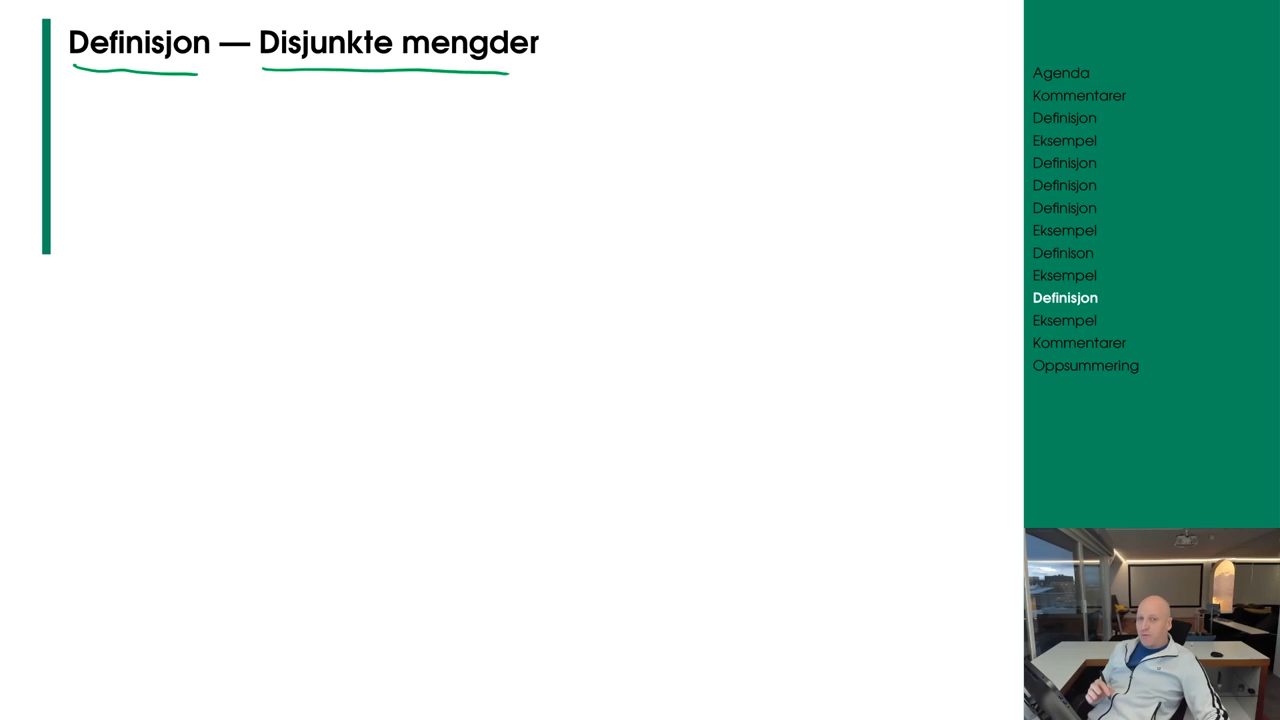 Definisjon — Disjunkte mengder
Agenda
Kommentarer
Definisjon
Eksempel
Definisjon
Definisjon
Definisjon
Eksempel
Definison
Eksempel
Definisjon
Eksempel
Kommentarer
Oppsummering